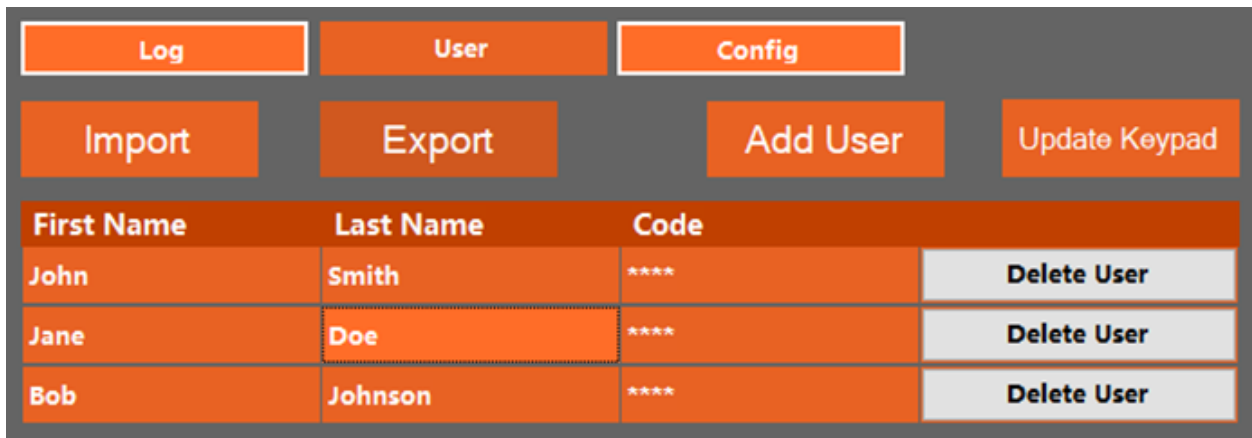 Log User Config
Import Export Add User Update Keypad
First Name Last Name Code
John Smith **** Delete User
Jane Doe **** Delete User
Bob Johnson **** Delete User